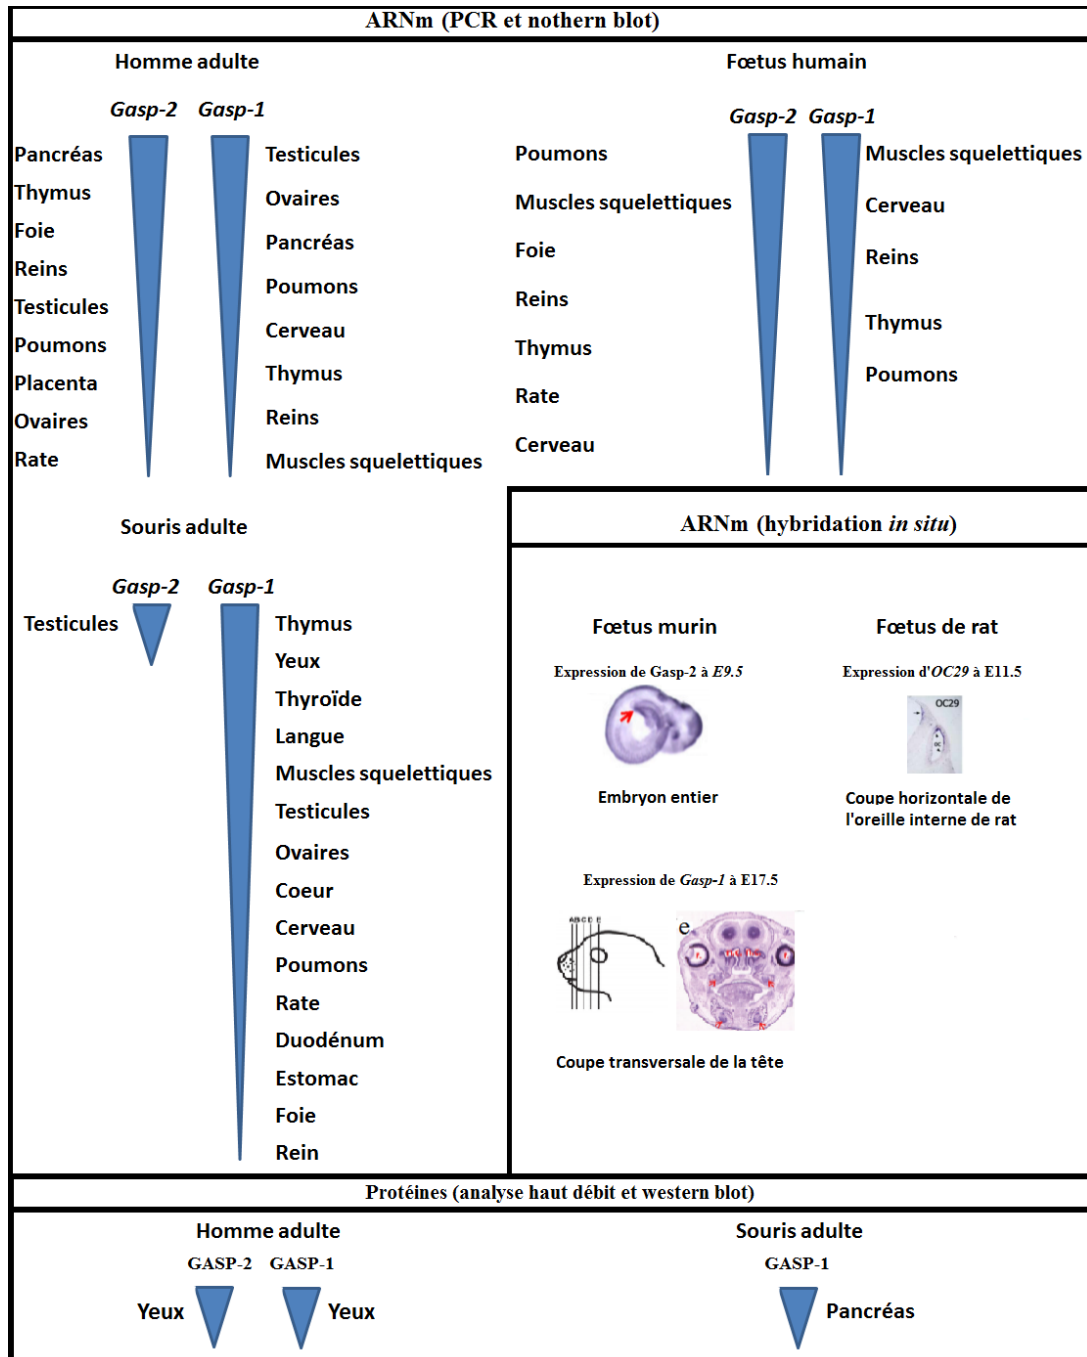 ARNm (PCR et nothern blot)
Homme adulte
Gasp-2 Gasp-1
Pancréas
Thymus
Foie
Reins
Testicules
Poumons
Placenta
Ovaires
Rate
Testicules
Ovaires
Pancréas
Poumons
Cerveau
Thymus
Reins
Muscles squelettiques
Fœtus humain
Gasp-2 Gasp-1
Poumons
Muscles squelettiques
Foie
Reins
Thymus
Rate
Cerveau
Muscles squelettiques
Cerveau
Reins
Thymus
Poumons
Souris adulte
Gasp-2 Gasp-1
Testicules
Thymus
Yeux
Thyroïde
Langue
Muscles squelettiques
Testicules
Ovaires
Coeur
Cerveau
Poumons
Rate
Duodénum
Estomac
Foie
Rein
ARNm (hybridation in situ)
Fœtus murin
Expression de Gasp-2 à E9.5
Embryon entier
Fœtus de rat
Expression d'OC29 à E11.5
OC29
Coupe horizontale de
l'oreille interne de rat
Expression de Gasp-1 à E17.5
A B C D E
e
Coupe transversale de la tête
Protéines (analyse haut débit et western blot)
Homme adulte
GASP-2 GASP-1
Yeux
Yeux
Souris adulte
GASP-1
Pancréas